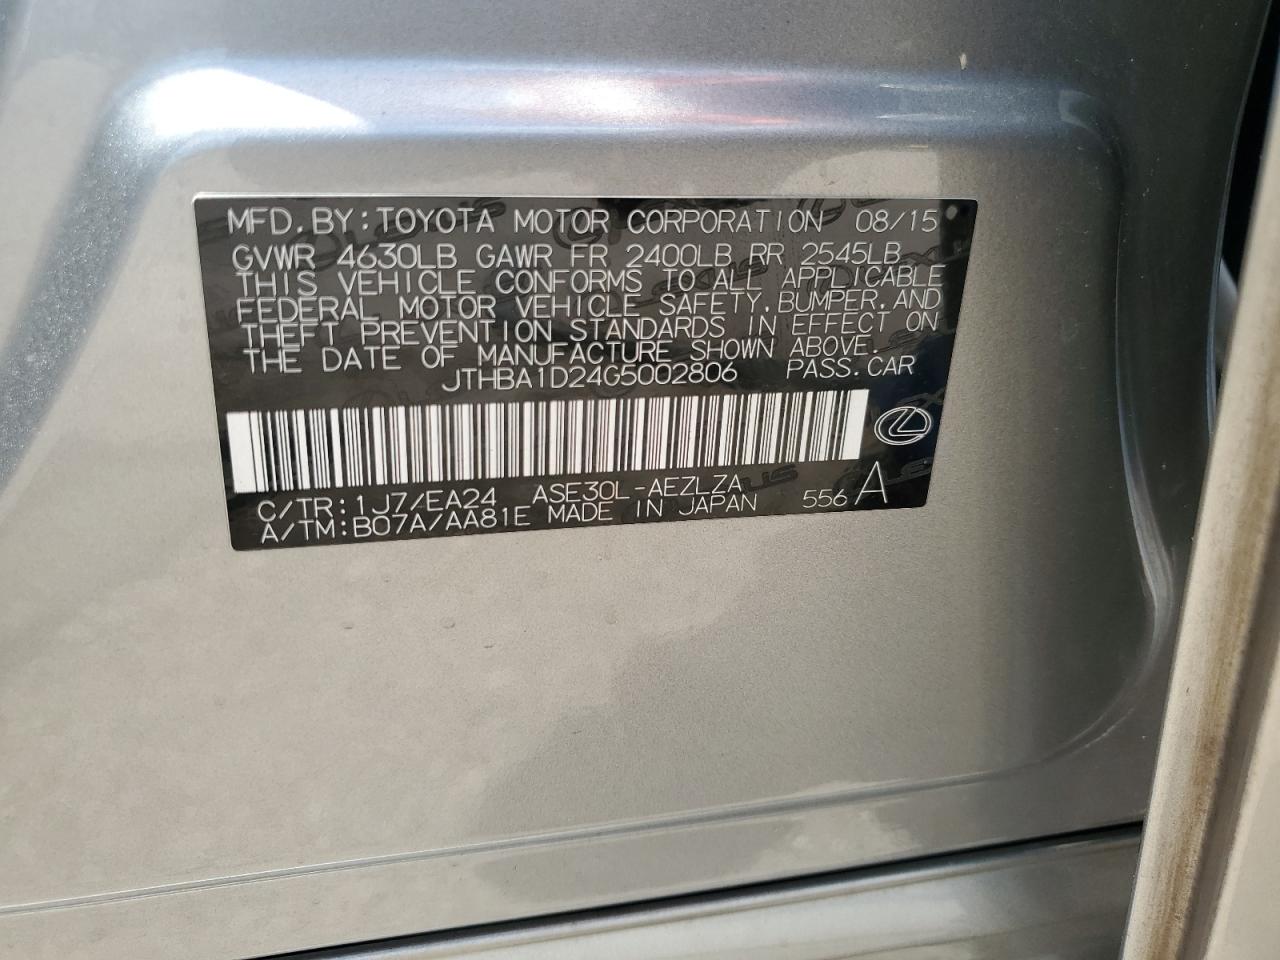 MFD. BY: TOYOTA MOTOR CORPORATION 08/15
GVWR 4630LB GAWR FR 2400LB RR 2545LB
THIS VEHICLE CONFORMS TO ALL APPLICABLE
FEDERAL MOTOR VEHICLE SAFETY, BUMPER, AND
THEFT PREVENTION STANDARDS IN EFFECT ON
THE DATE OF MANUFACTURE SHOWN ABOVE.
JTHBA1D24G5002806 PASS. CAR
C/TR: 1J7/EA24 ASE30L-AEZLZA
A/TM: B07A/AA81E MADE IN JAPAN 556 A